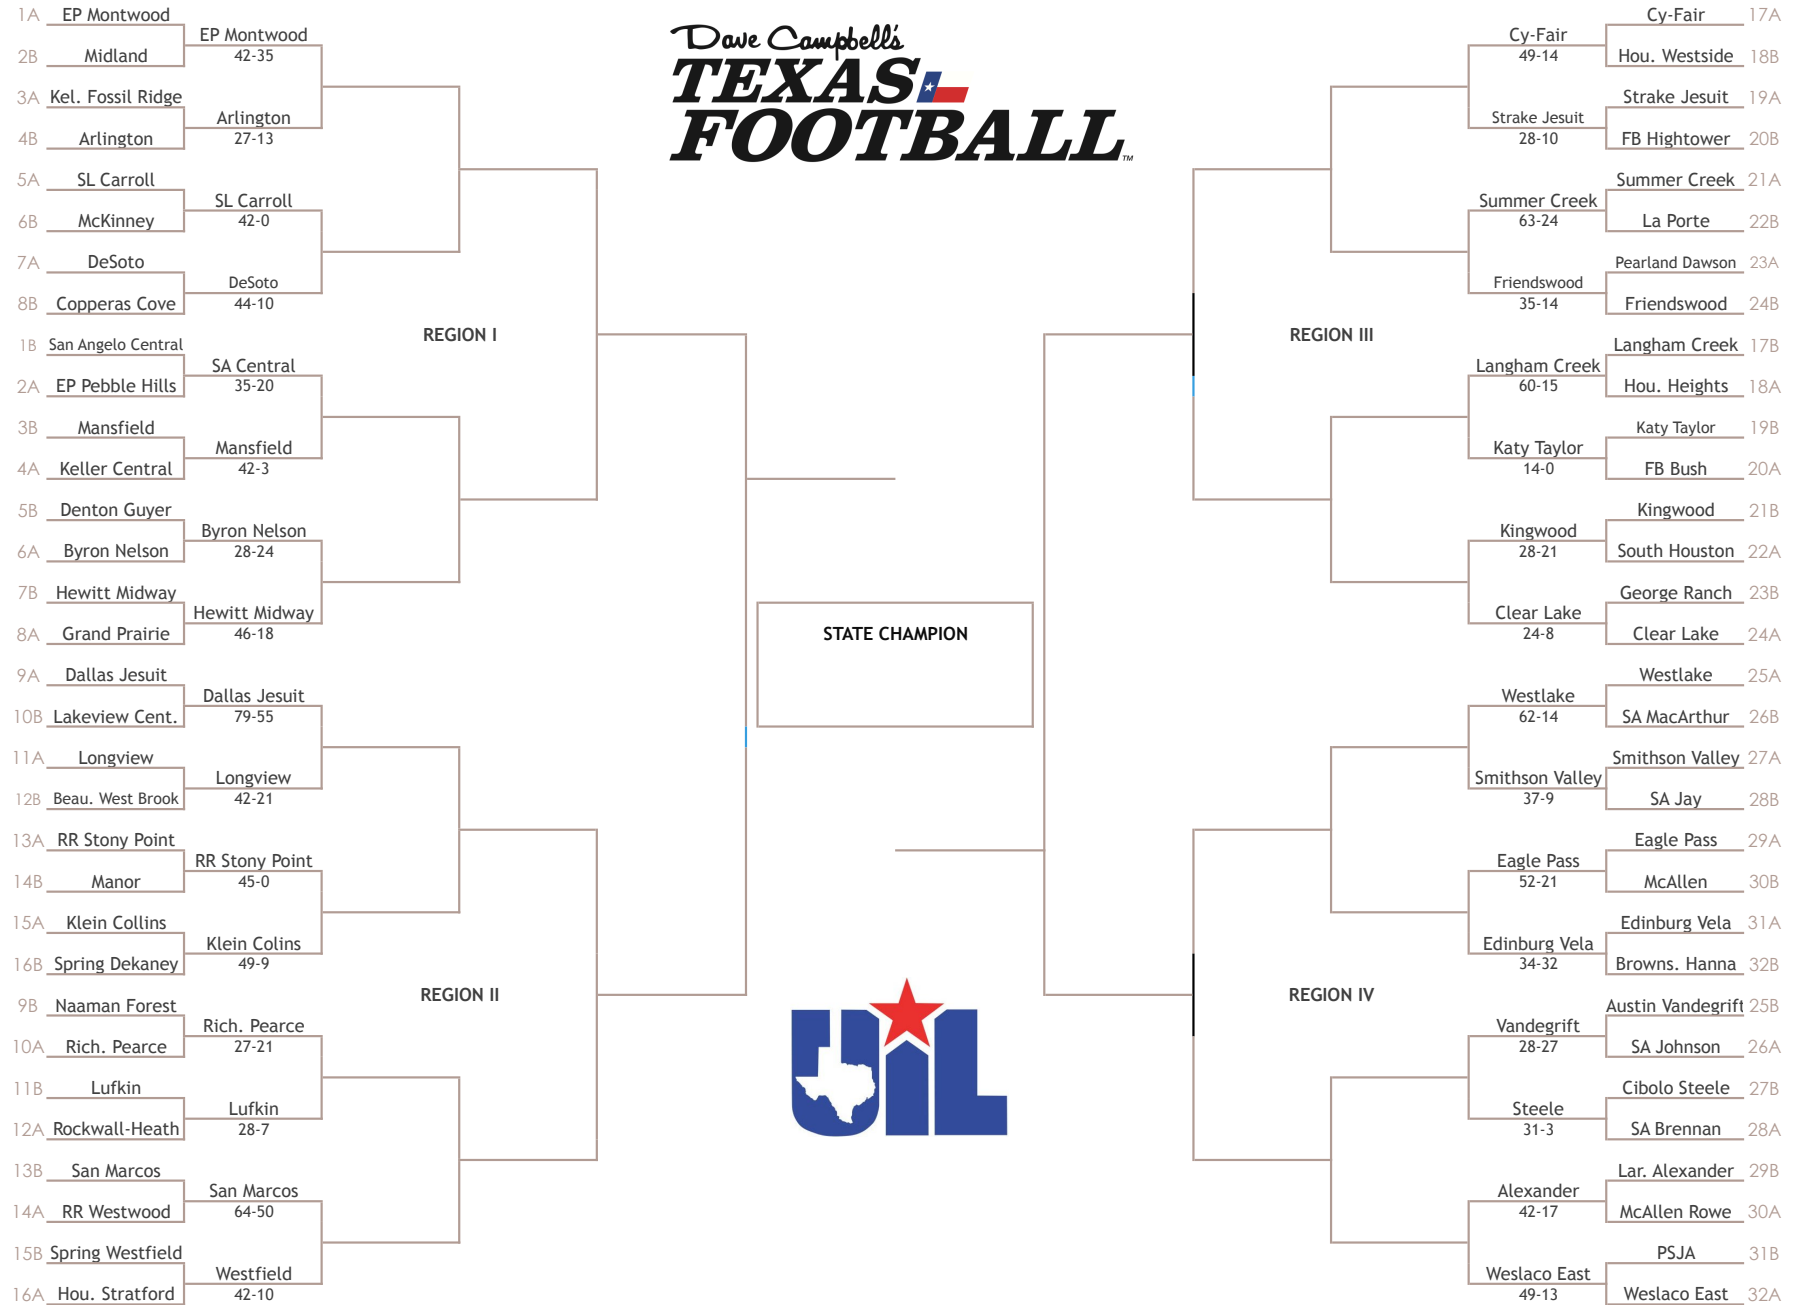 Dave Campbell's
TEXAS
FOOTBALL™
1A EP Montwood
2B Midland
EP Montwood
42-35
3A Kel. Fossil Ridge
4B Arlington
Arlington
27-13
5A SL Carroll
6B McKinney
SL Carroll
42-0
7A DeSoto
8B Copperas Cove
DeSoto
44-10
REGION I
1B San Angelo Central
2A EP Pebble Hills
SA Central
35-20
3B Mansfield
4A Keller Central
Mansfield
42-3
5B Denton Guyer
6A Byron Nelson
Byron Nelson
28-24
7B Hewitt Midway
8A Grand Prairie
Hewitt Midway
46-18
9A Dallas Jesuit
10B Lakeview Cent.
Dallas Jesuit
79-55
11A Longview
12B Beau. West Brook
Longview
42-21
13A RR Stony Point
14B Manor
RR Stony Point
45-0
15A Klein Collins
16B Spring Dekaney
Klein Colins
49-9
REGION II
9B Naaman Forest
10A Rich. Pearce
Rich. Pearce
27-21
11B Lufkin
12A Rockwall-Heath
Lufkin
28-7
13B San Marcos
14A RR Westwood
San Marcos
64-50
15B Spring Westfield
16A Hou. Stratford
Westfield
42-10
STATE CHAMPION
UIL
Cy-Fair 17A
Hou. Westside 18B
Cy-Fair
49-14
Strake Jesuit 19A
FB Hightower 20B
Strake Jesuit
28-10
Summer Creek 21A
La Porte 22B
Summer Creek
63-24
Pearland Dawson 23A
Friendswood 24B
Friendswood
35-14
REGION III
Langham Creek 17B
Hou. Heights 18A
Langham Creek
60-15
Katy Taylor 19B
FB Bush 20A
Katy Taylor
14-0
Kingwood 21B
South Houston 22A
Kingwood
28-21
George Ranch 23B
Clear Lake 24A
Clear Lake
24-8
Westlake 25A
SA MacArthur 26B
Westlake
62-14
Smithson Valley 27A
SA Jay 28B
Smithson Valley
37-9
Eagle Pass 29A
McAllen 30B
Eagle Pass
52-21
Edinburg Vela 31A
Browns. Hanna 32B
Edinburg Vela
34-32
REGION IV
Austin Vandegrift 25B
SA Johnson 26A
Vandegrift
28-27
Cibolo Steele 27B
SA Brennan 28A
Steele
31-3
Lar. Alexander 29B
McAllen Rowe 30A
Alexander
42-17
PSJA 31B
Weslaco East 32A
Weslaco East
49-13